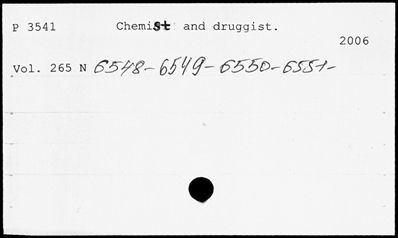 P 3541 Chemist and druggist.
2006
Vol. 265 N 6548-6549-6550-6551-